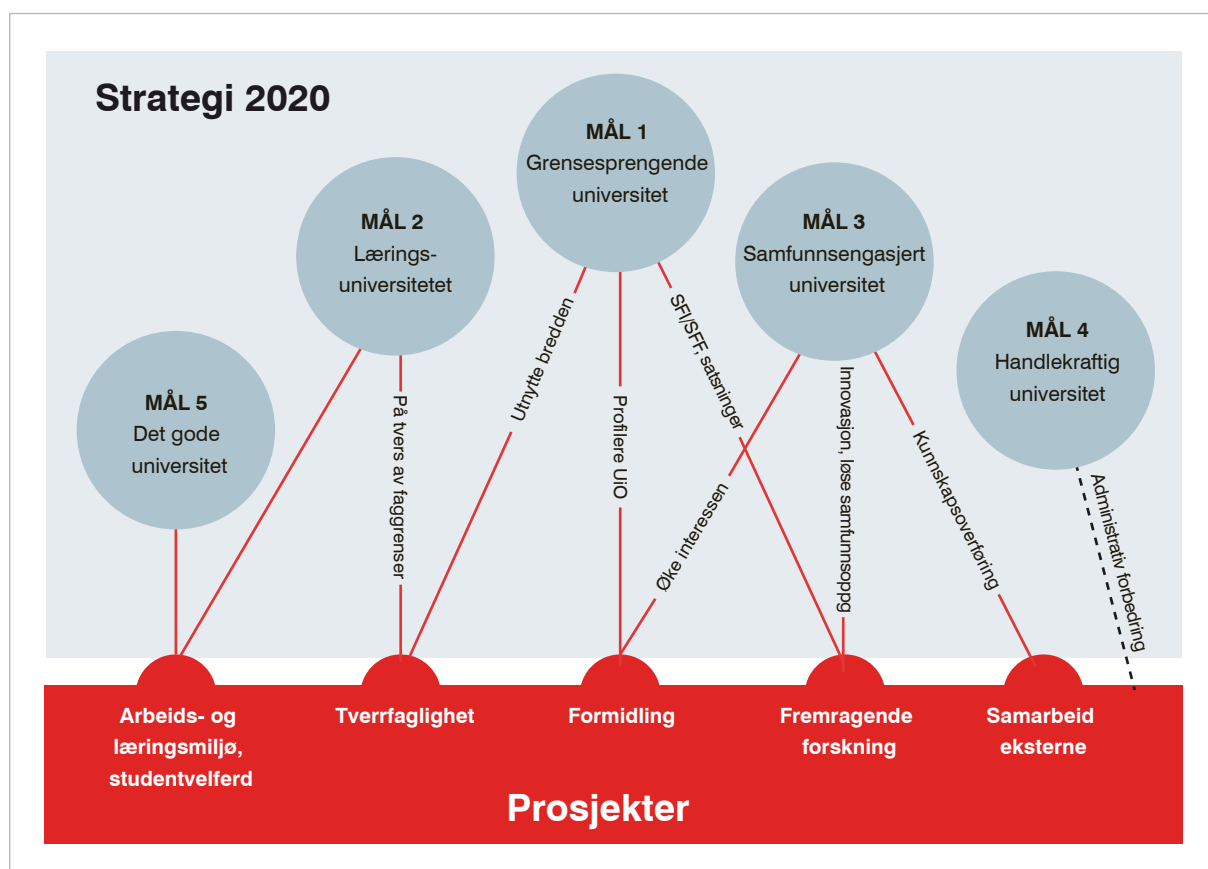 Strategi 2020
MÅL 1
Grensesprengende
universitet
MÅL 2
Lærings-
universitetet
MÅL 3
Samfunnsengasjert
universitet
MÅL 4
Handlekraftig
universitet
MÅL 5
Det gode
universitet
På tvers av faggrenser
Utnytte bredden
Profilere UiO
SFI/SFF, satsninger
Øke interessen
Innovasjon, løse samfunnsoppg
Kunnskapsoverføring
Administrativ forbedring
Arbeids- og
læringsmiljø,
studentvelferd
Tverrfaglighet
Formidling
Fremragende
forskning
Samarbeid
eksterne
Prosjekter